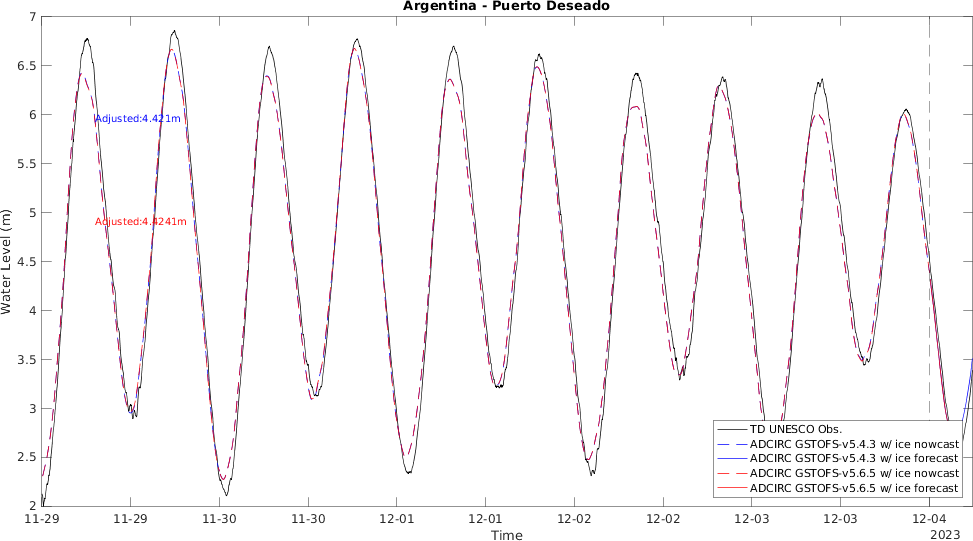 Argentina - Puerto Deseado
7
6.5
6
5.5
5
4.5
4
3.5
3
2.5
2
Water Level (m)
Adjusted:4.421m
Adjusted:4.4241m
TD UNESCO Obs.
ADCIRC GSTOFS-v5.4.3 w/ ice nowcast
ADCIRC GSTOFS-v5.4.3 w/ ice forecast
ADCIRC GSTOFS-v5.6.5 w/ ice nowcast
ADCIRC GSTOFS-v5.6.5 w/ ice forecast
11-29 11-29 11-30 11-30 12-01 12-01 12-02 12-02 12-03 12-03 12-04
2023
Time